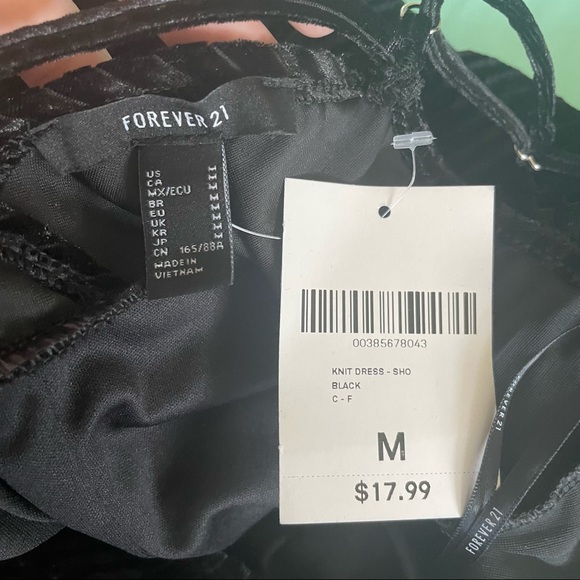 FOREVER 21
US M
CA M
MX/ECU M
BR M
EU M
UK M
KR M
JP M
CN 165/88A
MADE IN
VIETNAM
00385678043
KNIT DRESS - SHO
BLACK
C - F
M
$17.99
FOREVER 21
FOREVER 21